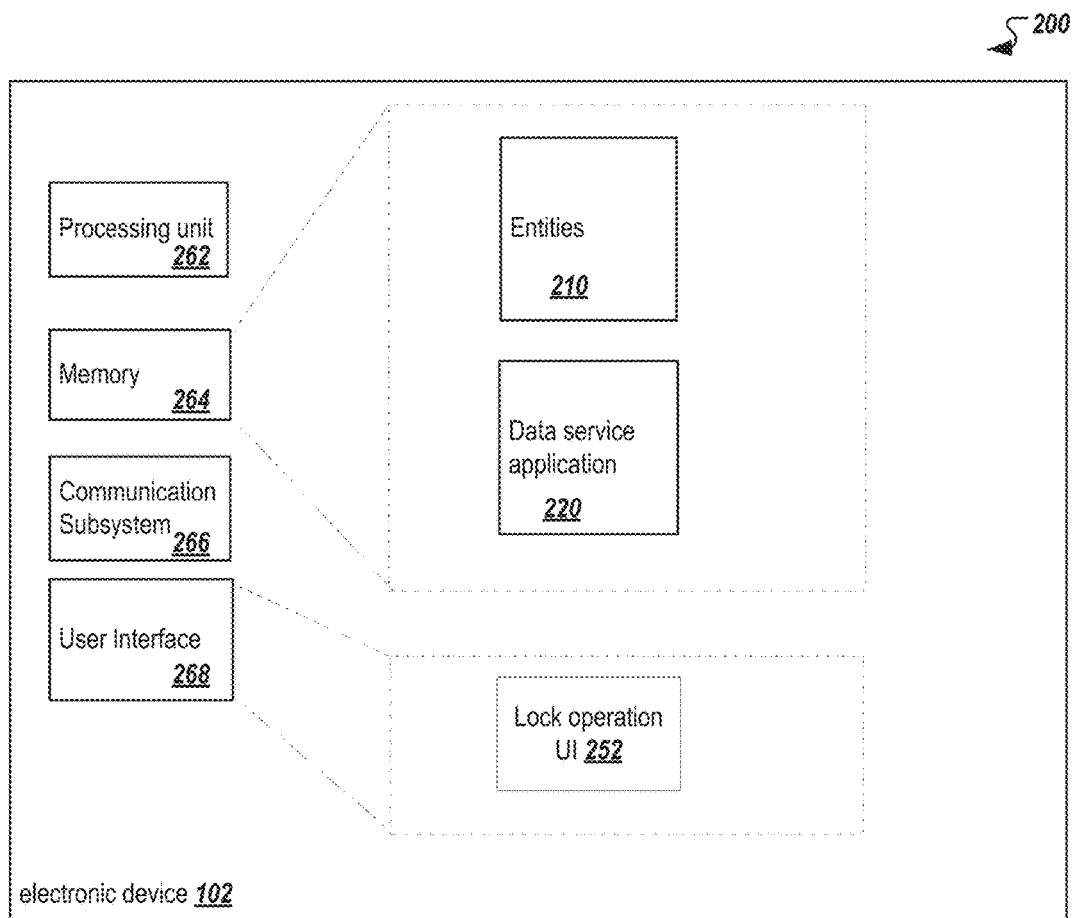 200
Processing unit
262
Memory
264
Communication
Subsystem 266
User Interface
268
Entities
210
Data service
application
220
Lock operation
UI 252
electronic device 102